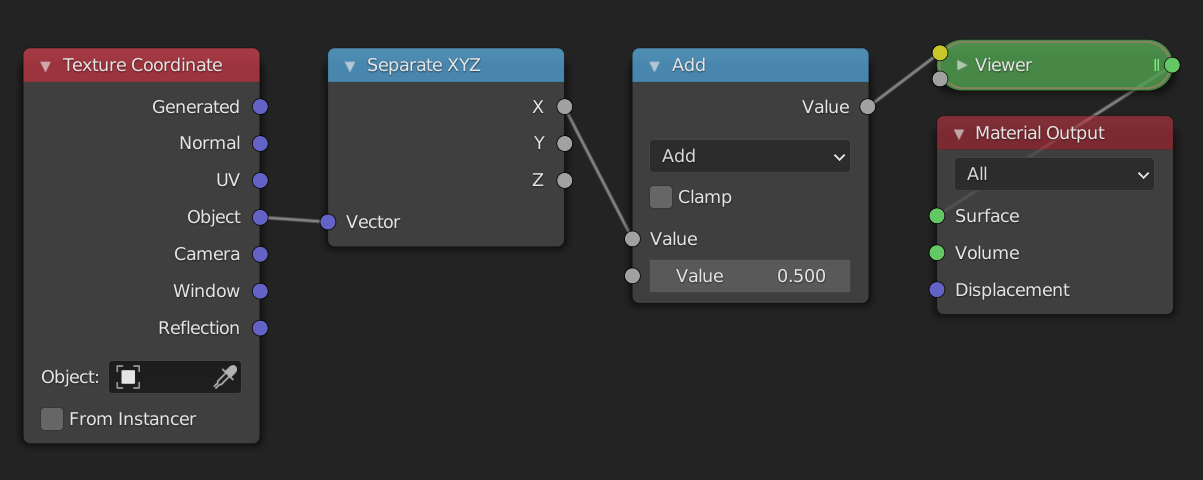 Texture Coordinate
Generated
Normal
UV
Object
Camera
Window
Reflection
Object:
From Instancer
Separate XYZ
X
Y
Z
Vector
Add
Value
Add
Clamp
Value
Value 0.500
Viewer
Material Output
All
Surface
Volume
Displacement